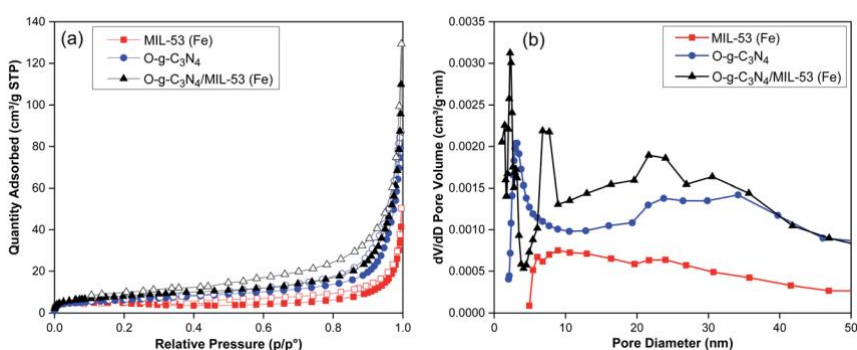 (a)
MIL-53 (Fe)
O-g-C₃N₄
O-g-C₃N₄/MIL-53 (Fe)
Quantity Adsorbed (cm³/g STP)
140
120
100
80
60
40
20
0
0.0 0.2 0.4 0.6 0.8 1.0
Relative Pressure (p/p°)
(b)
MIL-53 (Fe)
O-g-C₃N₄
O-g-C₃N₄/MIL-53 (Fe)
dV/dD Pore Volume (cm³/g·nm)
0.0035
0.0030
0.0025
0.0020
0.0015
0.0010
0.0005
0.0000
0 10 20 30 40 50
Pore Diameter (nm)